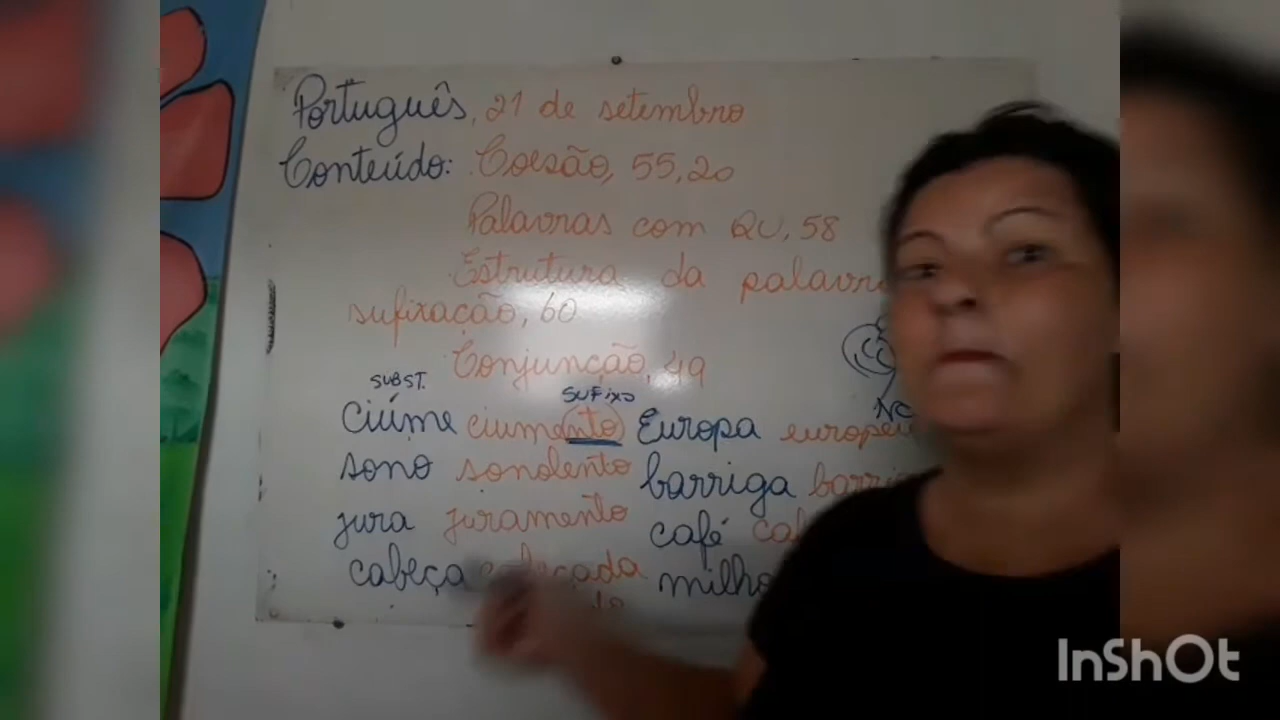 Português, 21 de setembro
Conteúdo: Coesão, 55,20
Palavras com QU, 58
Estrutura da
sufixação, 60
Conjunção, 49
SUBST. SUFIXO
ciúme ciumento Europa
sono sonolento barriga
jura juramento café
cabeça cabeçada milho
InShOt